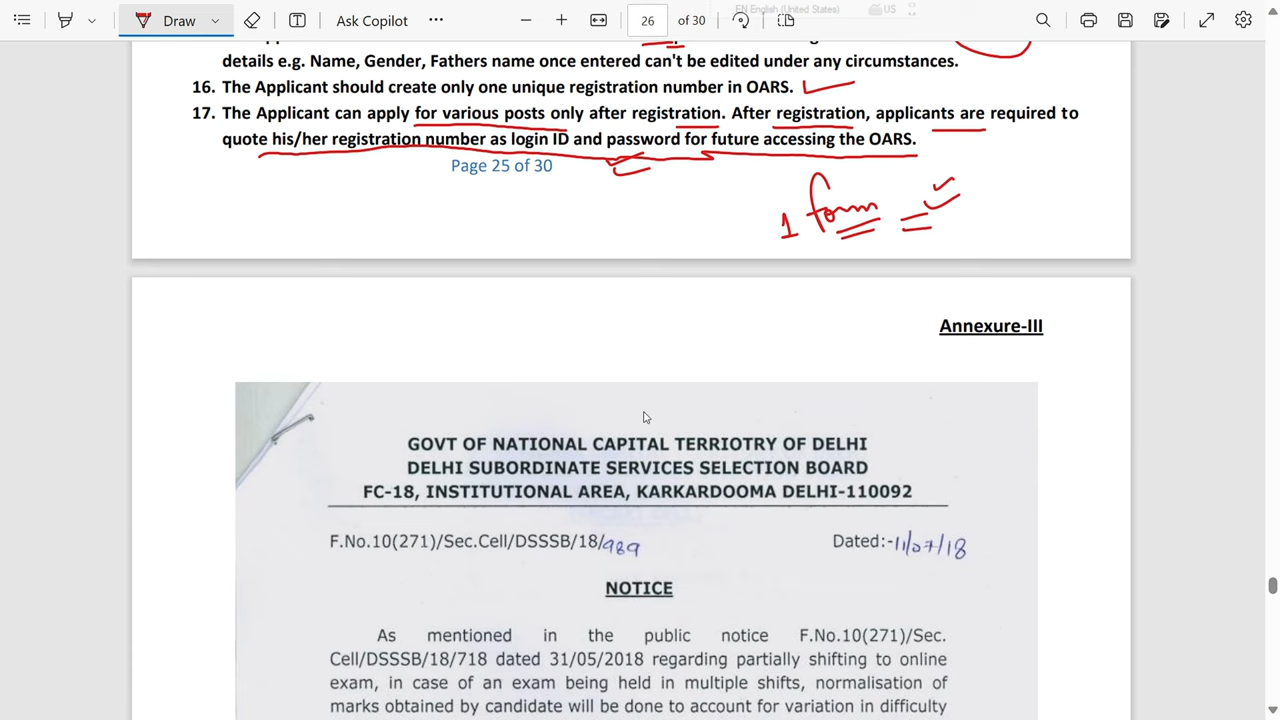 EN English (United States)
US
Draw
Ask Copilot
26 of 30
details e.g. Name, Gender, Fathers name once entered can't be edited under any circumstances.
16. The Applicant should create only one unique registration number in OARS.
17. The Applicant can apply for various posts only after registration. After registration, applicants are required to
quote his/her registration number as login ID and password for future accessing the OARS.
Page 25 of 30
1 form
Annexure-III
GOVT OF NATIONAL CAPITAL TERRIOTRY OF DELHI
DELHI SUBORDINATE SERVICES SELECTION BOARD
FC-18, INSTITUTIONAL AREA, KARKARDOOMA DELHI-110092
F.No.10(271)/Sec.Cell/DSSSB/18/989 Dated:-11/07/18
NOTICE
As mentioned in the public notice F.No.10(271)/Sec.
Cell/DSSSB/18/718 dated 31/05/2018 regarding partially shifting to online
exam, in case of an exam being held in multiple shifts, normalisation of
marks obtained by candidate will be done to account for variation in difficulty